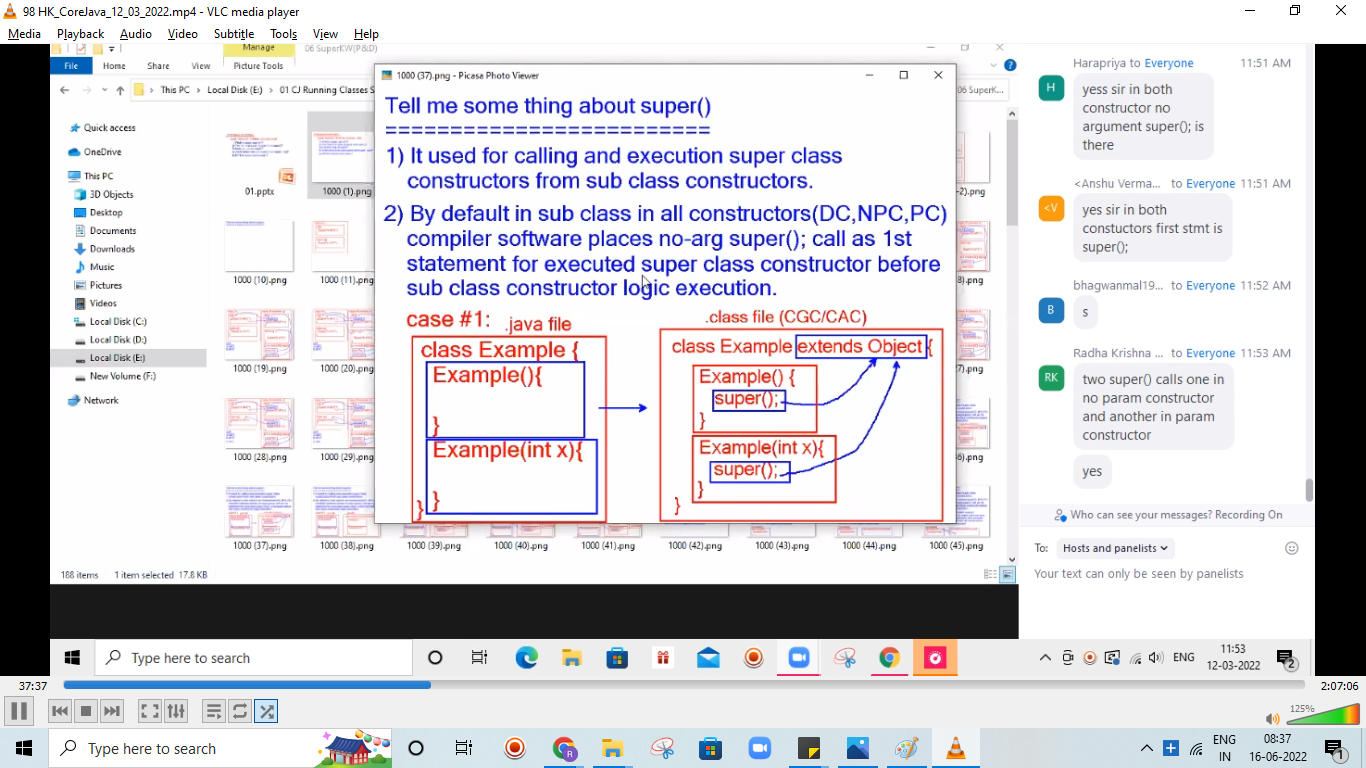 98 HK_CoreJava_12_03_2022.mp4 - VLC media player
Media Playback Audio Video Subtitle Tools View Help
Manage
06 SuperKW(P&D)
File Home Share View Picture Tools
This PC > Local Disk (E:) > 01 CJ Running Classes S
06 SuperK...
Quick access
OneDrive
This PC
3D Objects
Desktop
Documents
Downloads
Music
Pictures
Videos
Local Disk (C:)
Local Disk (D:)
Local Disk (E:)
New Volume (F:)
Network
01.pptx
1000 (1).png
-2).png
1000 (10).png
1000 (11).png
8).png
1000 (19).png
1000 (20).png
7).png
1000 (28).png
1000 (29).png
6).png
1000 (37).png
1000 (38).png
1000 (39).png
1000 (40).png
1000 (41).png
1000 (42).png
1000 (43).png
1000 (44).png
1000 (45).png
188 items 1 item selected 17.8 KB
1000 (37).png - Picasa Photo Viewer
Tell me some thing about super()
=========================
1) It used for calling and execution super class
constructors from sub class constructors.
2) By default in sub class in all constructors(DC,NPC,PC)
compiler software places no-arg super(); call as 1st
statement for executed super class constructor before
sub class constructor logic execution.
case #1: .java file
class Example {
Example(){
}
Example(int x){
}
}
.class file (CGC/CAC)
class Example extends Object {
Example() {
super();
}
Example(int x){
super();
}
}
Harapriya to Everyone 11:51 AM
H
yess sir in both
constructor no
argument super(); is
there
<Anshu Verma... to Everyone 11:51 AM
<V
yes sir in both
constuctors first stmt is
super();
bhagwanmal19... to Everyone 11:52 AM
B
s
Radha Krishna ... to Everyone 11:53 AM
RK
two super() calls one in
no param constructor
and another in param
constructor
yes
Who can see your messages? Recording On
To: Hosts and panelists
Your text can only be seen by panelists
Type here to search
ENG
11:53
12-03-2022
2
37:37
2:07:06
125%
Type here to search
R
ENG
IN
08:37
16-06-2022
1